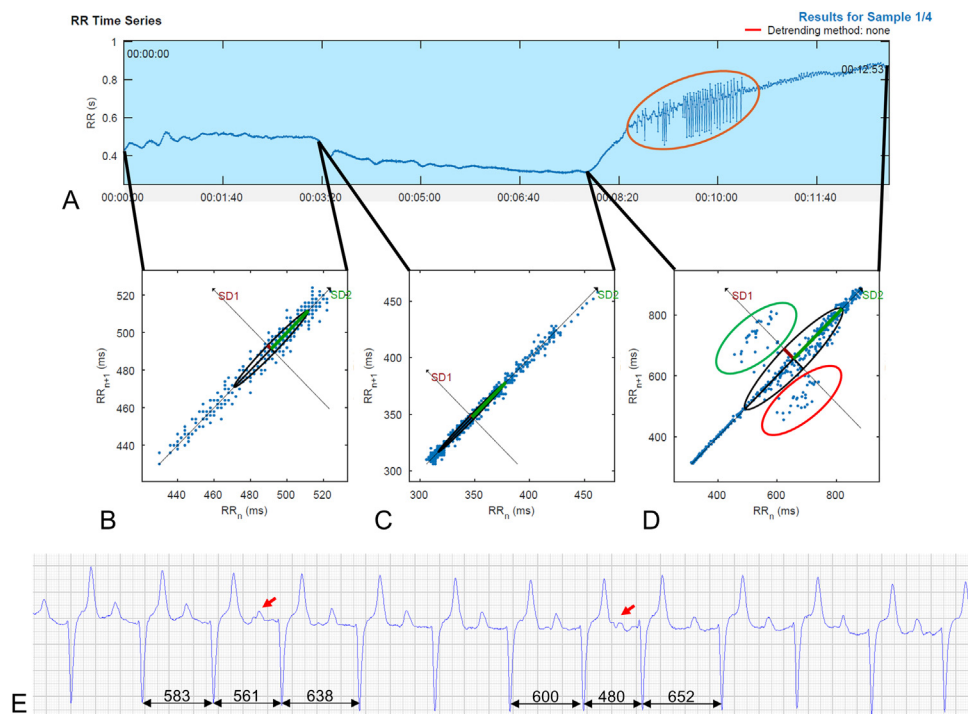 RR Time Series
Results for Sample 1/4
Detrending method: none
1
00:00:00
00:12:53
0.8
RR (s)
0.6
0.4
A
00:00:00 00:01:40 00:03:20 00:05:00 00:06:40 00:08:20 00:10:00 00:11:40
520
SD1
SD2
500
RRn+1 (ms)
480
460
440
440 460 480 500 520
RRn (ms)
B
450
SD2
400
RRn+1 (ms)
SD1
350
300
300 350 400 450
RRn (ms)
C
SD1
SD2
800
RRn+1 (ms)
600
400
400 600 800
RRn (ms)
D
583 561 638 600 480 652
E